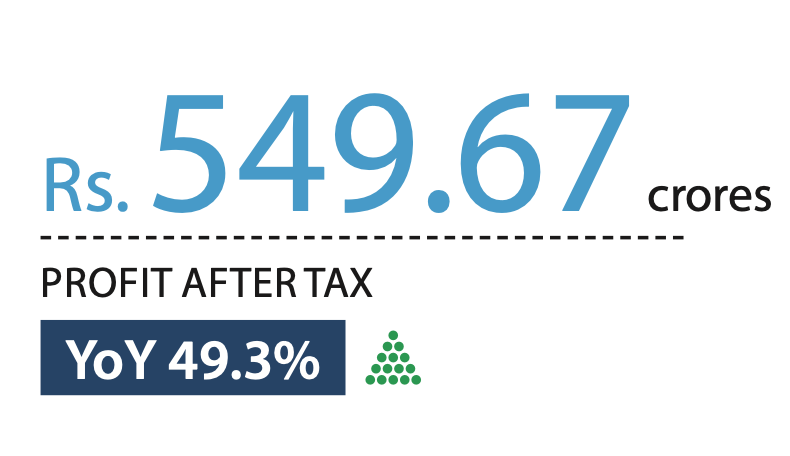 Rs. 549.67 crores
PROFIT AFTER TAX
YoY 49.3%